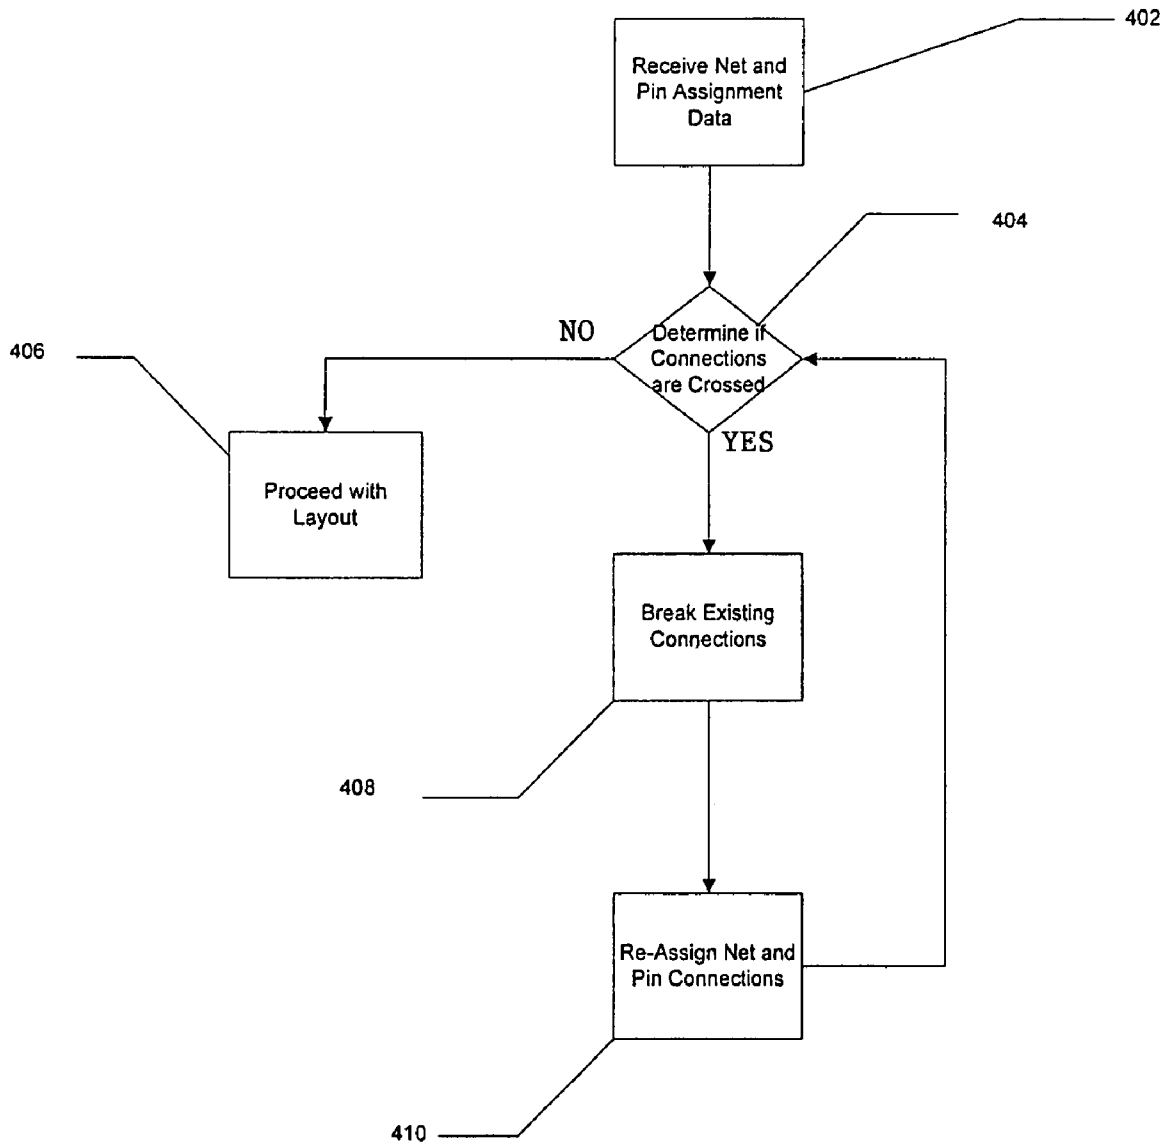 402
Receive Net and
Pin Assignment
Data
404
NO
Determine if
Connections
are Crossed
406
YES
Proceed with
Layout
Break Existing
Connections
408
Re-Assign Net and
Pin Connections
410